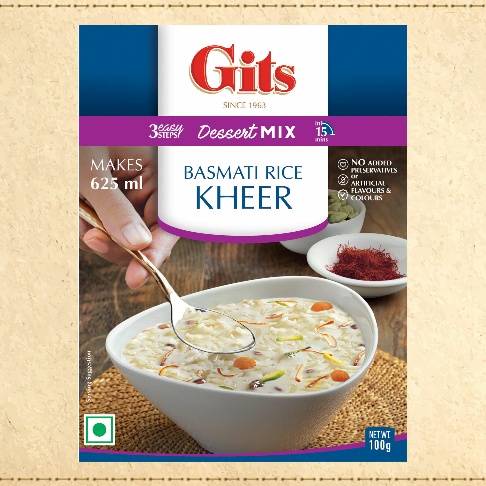 Gits
SINCE 1963
3 easy STEPS!
Dessert MIX
in 15 mins
MAKES
625 ml
BASMATI RICE
KHEER
NO ADDED
PRESERVATIVES
or
ARTIFICIAL
FLAVOURS &
COLOURS
Serving Suggestion
NET WT.
100g